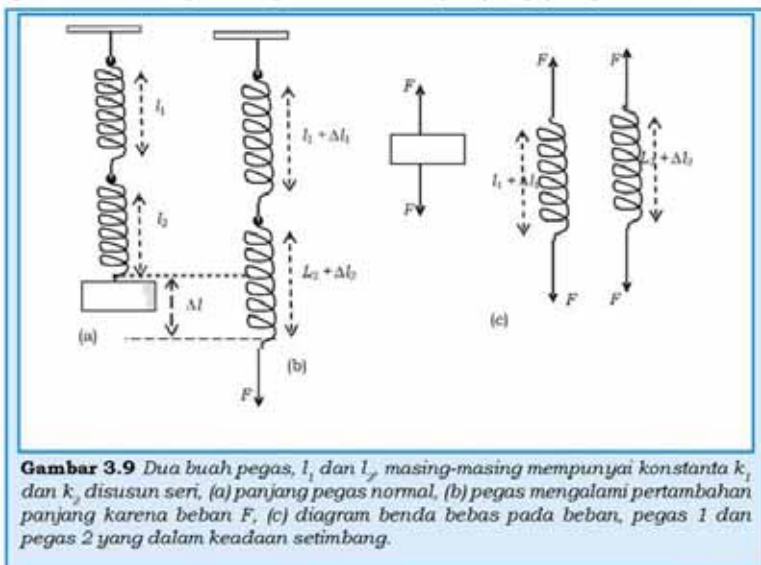 l₁
l₂
Δl
(a)
l₁ + Δl₁
L₂ + Δl₂
F
(b)
F
F
l₁ + Δl₁
F
F
(c)
F
L₂ + Δl₂
F
Gambar 3.9 Dua buah pegas, l₁ dan l₂, masing-masing mempunyai konstanta k₁
dan k₂ disusun seri, (a) panjang pegas normal, (b) pegas mengalami pertambahan
panjang karena beban F, (c) diagram benda bebas pada beban, pegas 1 dan
pegas 2 yang dalam keadaan setimbang.